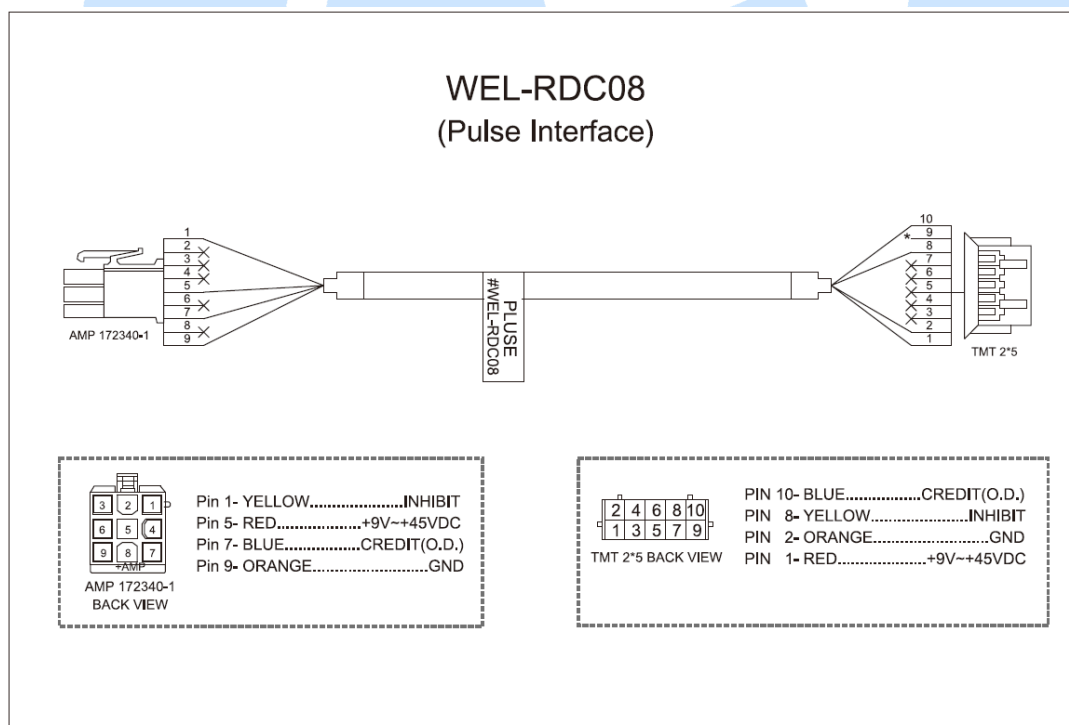 WEL-RDC08
(Pulse Interface)
1
2
3
4
5
6
7
8
9
AMP 172340-1
PLUSE
#WEL-RDC08
10
* 9
8
7
6
5
4
3
2
1
TMT 2*5
3 2 1
6 5 4
9 8 7
+AMP
AMP 172340-1
BACK VIEW
Pin 1- YELLOW..................INHIBIT
Pin 5- RED..............+9V~+45VDC
Pin 7- BLUE............CREDIT(O.D.)
Pin 9- ORANGE.....................GND
2 4 6 8 10
1 3 5 7 9
TMT 2*5 BACK VIEW
PIN 10- BLUE............CREDIT(O.D.)
PIN 8- YELLOW...................INHIBIT
PIN 2- ORANGE......................GND
PIN 1- RED...............+9V~+45VDC